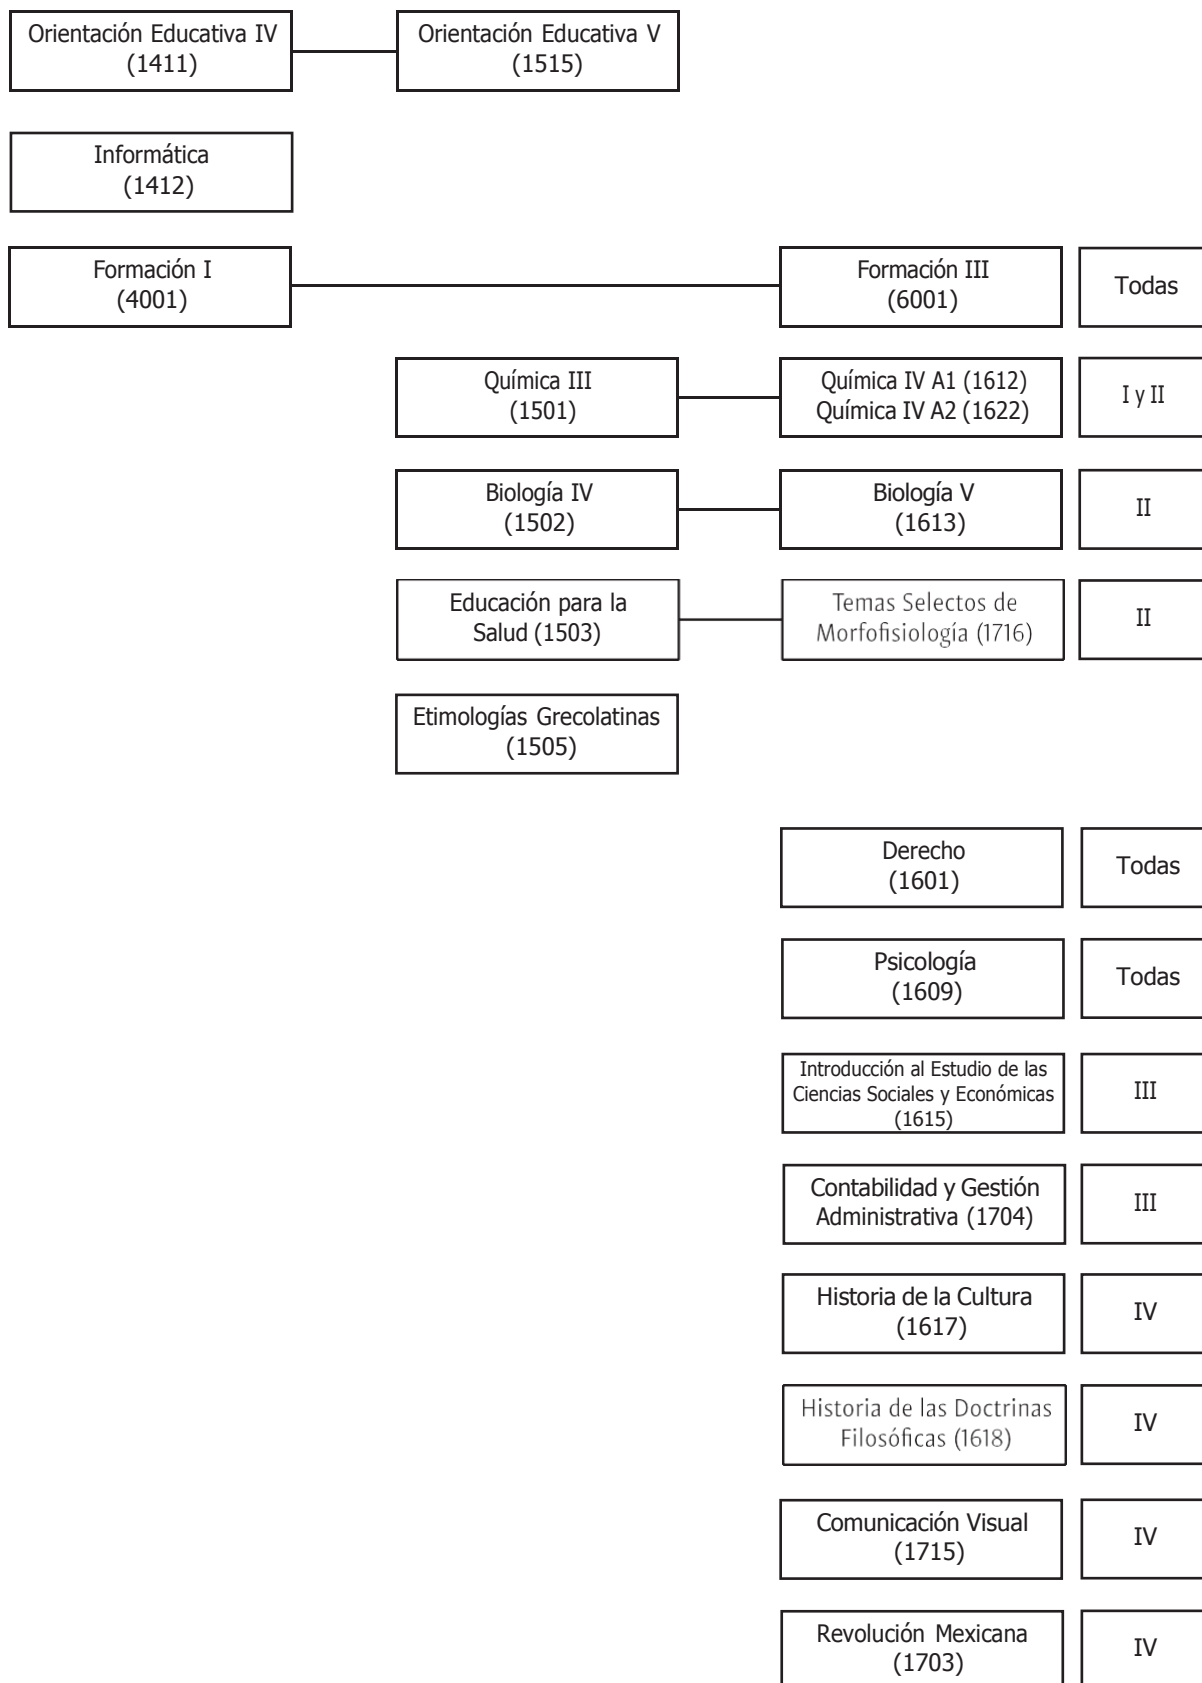 Orientación Educativa IV
(1411)
Orientación Educativa V
(1515)
Informática
(1412)
Formación I
(4001)
Formación III
(6001)
Todas
Química III
(1501)
Química IV A1 (1612)
Química IV A2 (1622)
I y II
Biología IV
(1502)
Biología V
(1613)
II
Educación para la
Salud (1503)
Temas Selectos de
Morfofisiología (1716)
II
Etimologías Grecolatinas
(1505)
Derecho
(1601)
Todas
Psicología
(1609)
Todas
Introducción al Estudio de las
Ciencias Sociales y Económicas
(1615)
III
Contabilidad y Gestión
Administrativa (1704)
III
Historia de la Cultura
(1617)
IV
Historia de las Doctrinas
Filosóficas (1618)
IV
Comunicación Visual
(1715)
IV
Revolución Mexicana
(1703)
IV